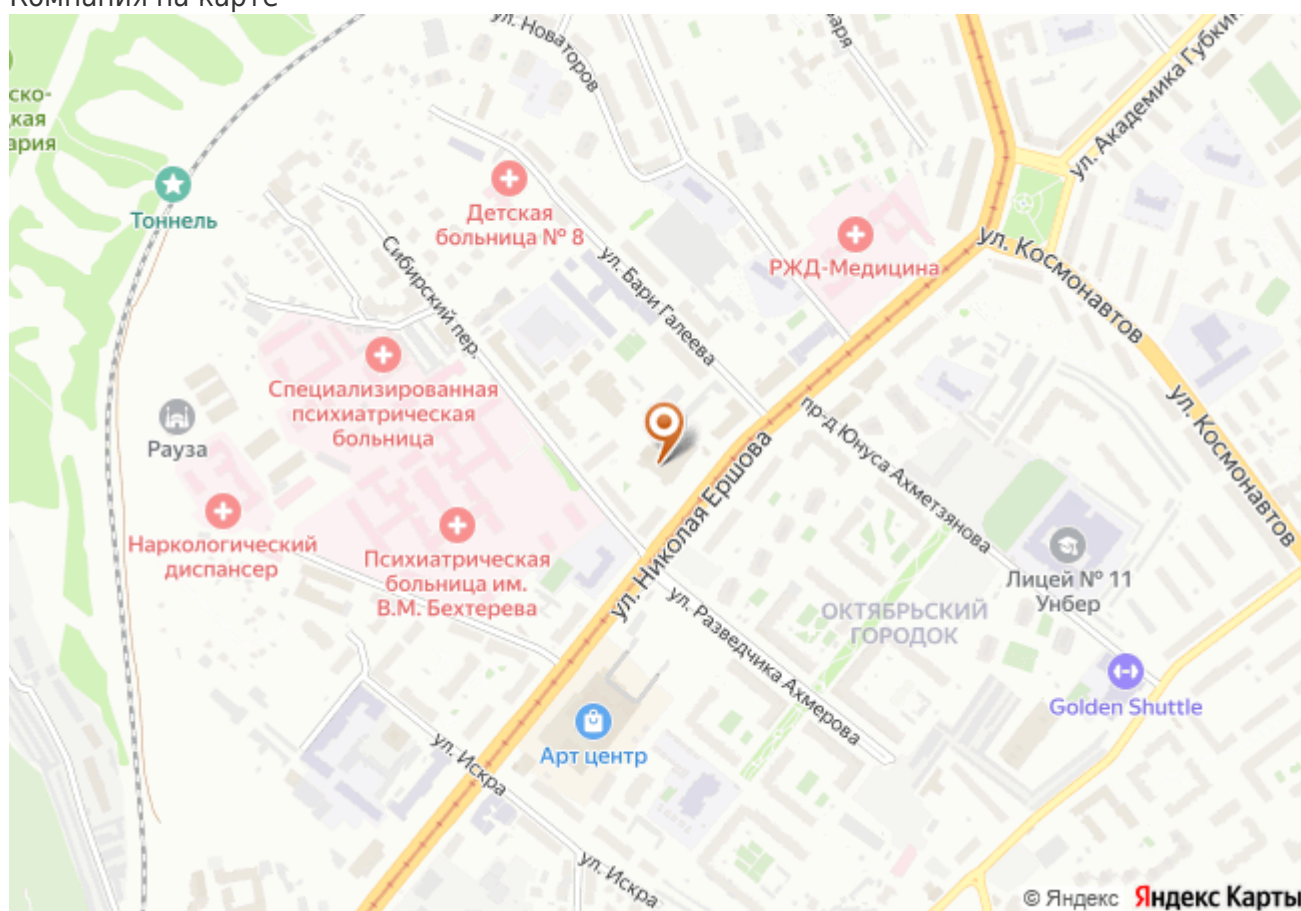 Компания на карте
ул. Новаторов
ул. Академика Губкин
ско-
кая
ария
Тоннель
Детская
больница № 8
Сибирский пер.
ул. Бари Галеева
РЖД-Медицина
ул. Космонавтов
ул. Космонавтов
Специализированная
психиатрическая
больница
Рауза
пр-д Юнуса Ахметзянова
ул. Николая Ершова
Наркологический
диспансер
Психиатрическая
больница им.
В.М. Бехтерева
Лицей № 11
Унбер
ОКТЯБРЬСКИЙ
ГОРОДОК
ул. Разведчика Ахмерова
Golden Shuttle
Арт центр
ул. Искра
ул. Искра
© Яндекс Яндекс Карты